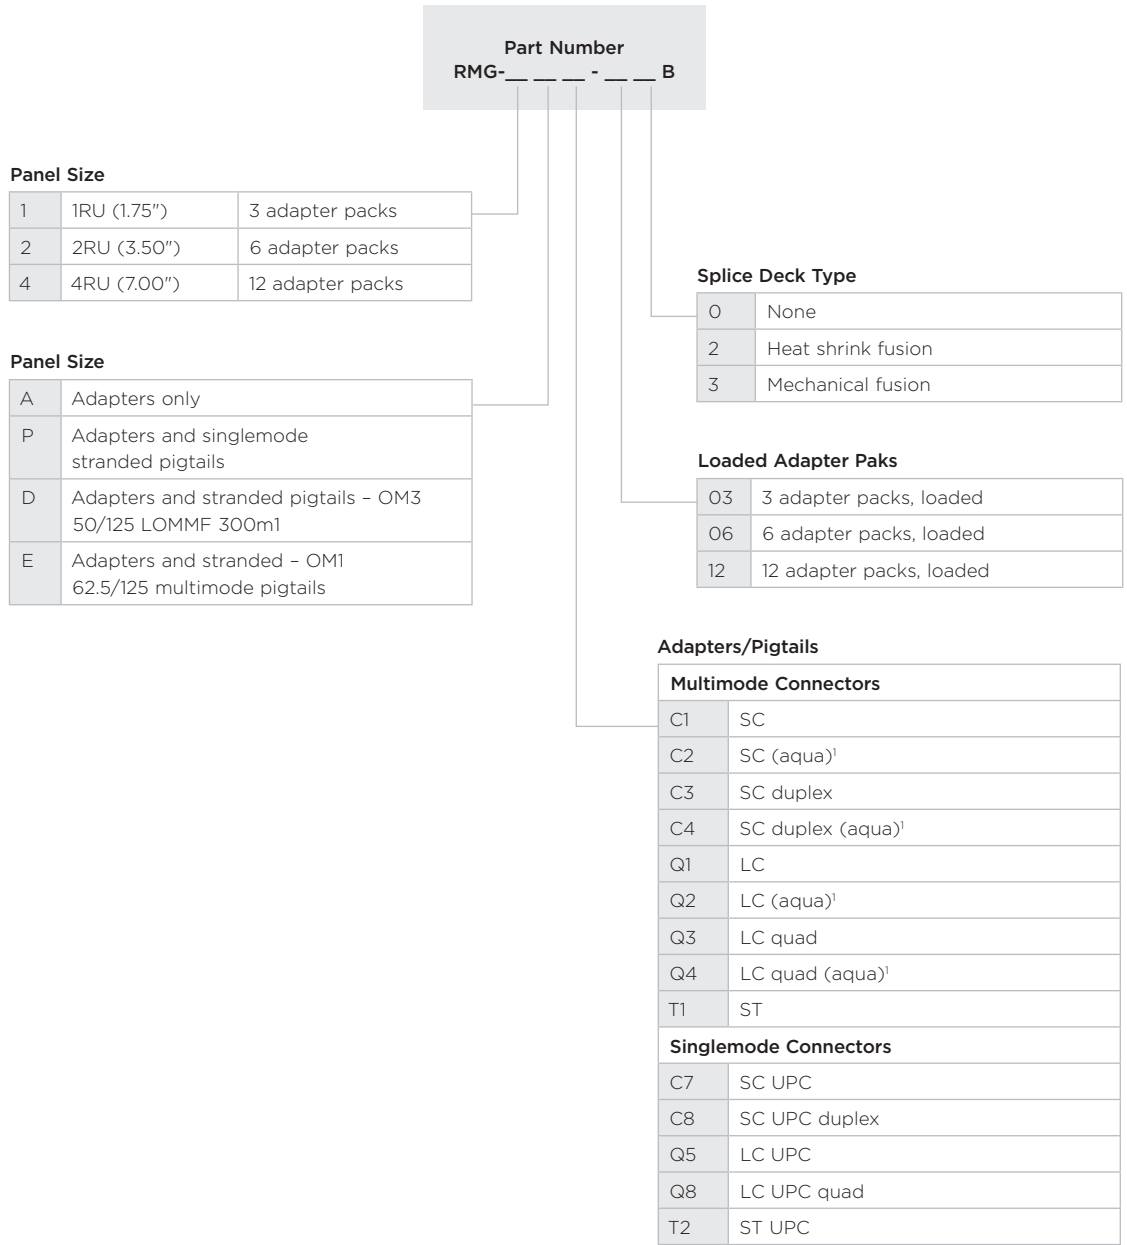 Part Number
RMG-__ __ __ - __ __ B
Panel Size
1 1RU (1.75") 3 adapter packs
2 2RU (3.50") 6 adapter packs
4 4RU (7.00") 12 adapter packs
Panel Size
A Adapters only
P Adapters and singlemode
stranded pigtails
D Adapters and stranded pigtails – OM3
50/125 LOMMF 300m1
E Adapters and stranded – OM1
62.5/125 multimode pigtails
Splice Deck Type
0 None
2 Heat shrink fusion
3 Mechanical fusion
Loaded Adapter Paks
03 3 adapter packs, loaded
06 6 adapter packs, loaded
12 12 adapter packs, loaded
Adapters/Pigtails
Multimode Connectors
C1 SC
C2 SC (aqua)¹
C3 SC duplex
C4 SC duplex (aqua)¹
Q1 LC
Q2 LC (aqua)¹
Q3 LC quad
Q4 LC quad (aqua)¹
T1 ST
Singlemode Connectors
C7 SC UPC
C8 SC UPC duplex
Q5 LC UPC
Q8 LC UPC quad
T2 ST UPC